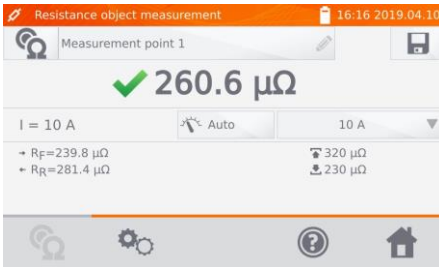 Resistance object measurement 16:16 2019.04.10
Measurement point 1
260.6 µΩ
I = 10 A Auto 10 A
→ RF=239.8 µΩ 320 µΩ
← RR=281.4 µΩ 230 µΩ